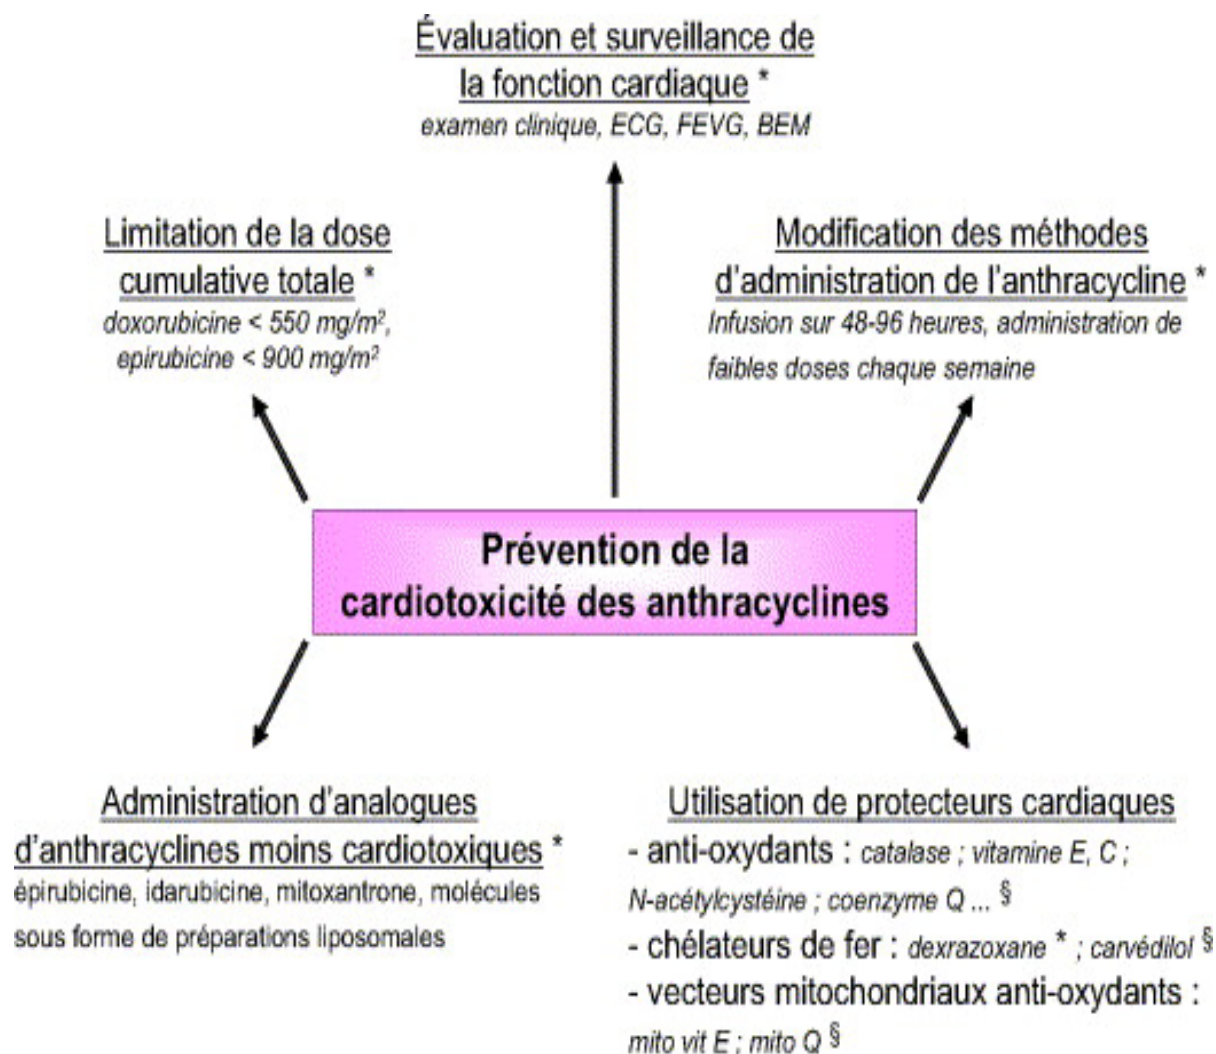 Évaluation et surveillance de
la fonction cardiaque *
examen clinique, ECG, FEVG, BEM
Limitation de la dose
cumulative totale *
doxorubicine < 550 mg/m²,
epirubicine < 900 mg/m²
Modification des méthodes
d'administration de l'anthracycline *
Infusion sur 48-96 heures, administration de
faibles doses chaque semaine
Prévention de la
cardiotoxicité des anthracyclines
Administration d'analogues
d'anthracyclines moins cardiotoxiques *
épirubicine, idarubicine, mitoxantrone, molécules
sous forme de préparations liposomales
Utilisation de protecteurs cardiaques
- anti-oxydants : catalase ; vitamine E, C ;
N-acétylcystéine ; coenzyme Q ... §
- chélateurs de fer : dexrazoxane * ; carvédilol §
- vecteurs mitochondriaux anti-oxydants :
mito vit E ; mito Q §